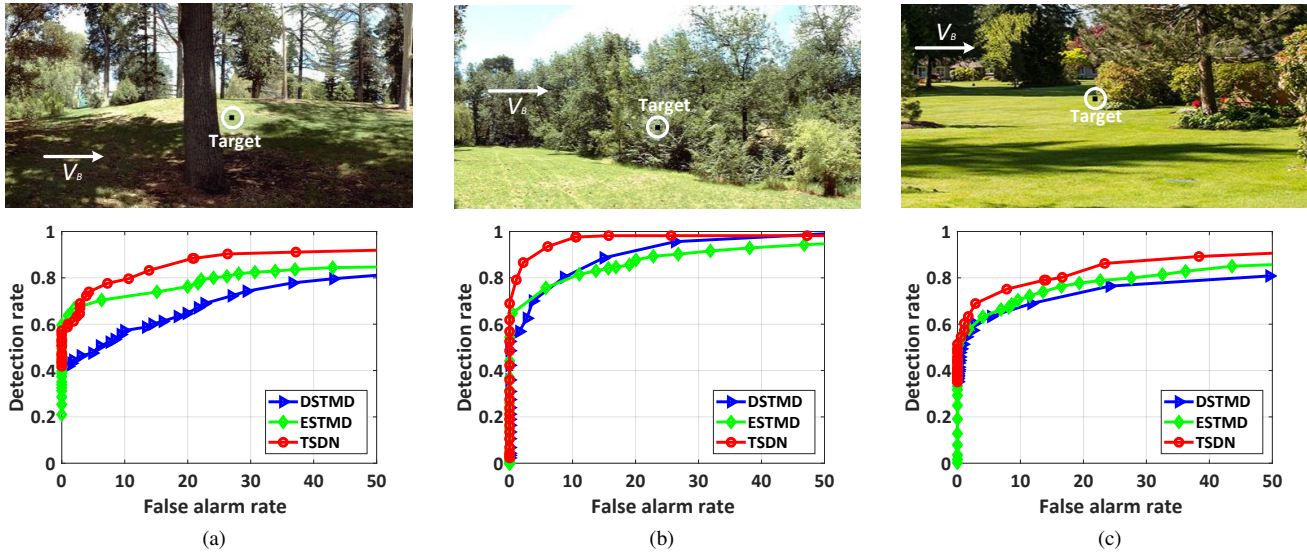 V_B
Target
V_B
Target
V_B
Target
1
0.8
0.6
0.4
0.2
0
Detection rate
DSTMD
ESTMD
TSDN
0 10 20 30 40 50
False alarm rate
(a)
1
0.8
0.6
0.4
0.2
0
Detection rate
DSTMD
ESTMD
TSDN
0 10 20 30 40 50
False alarm rate
(b)
1
0.8
0.6
0.4
0.2
0
Detection rate
DSTMD
ESTMD
TSDN
0 10 20 30 40 50
False alarm rate
(c)